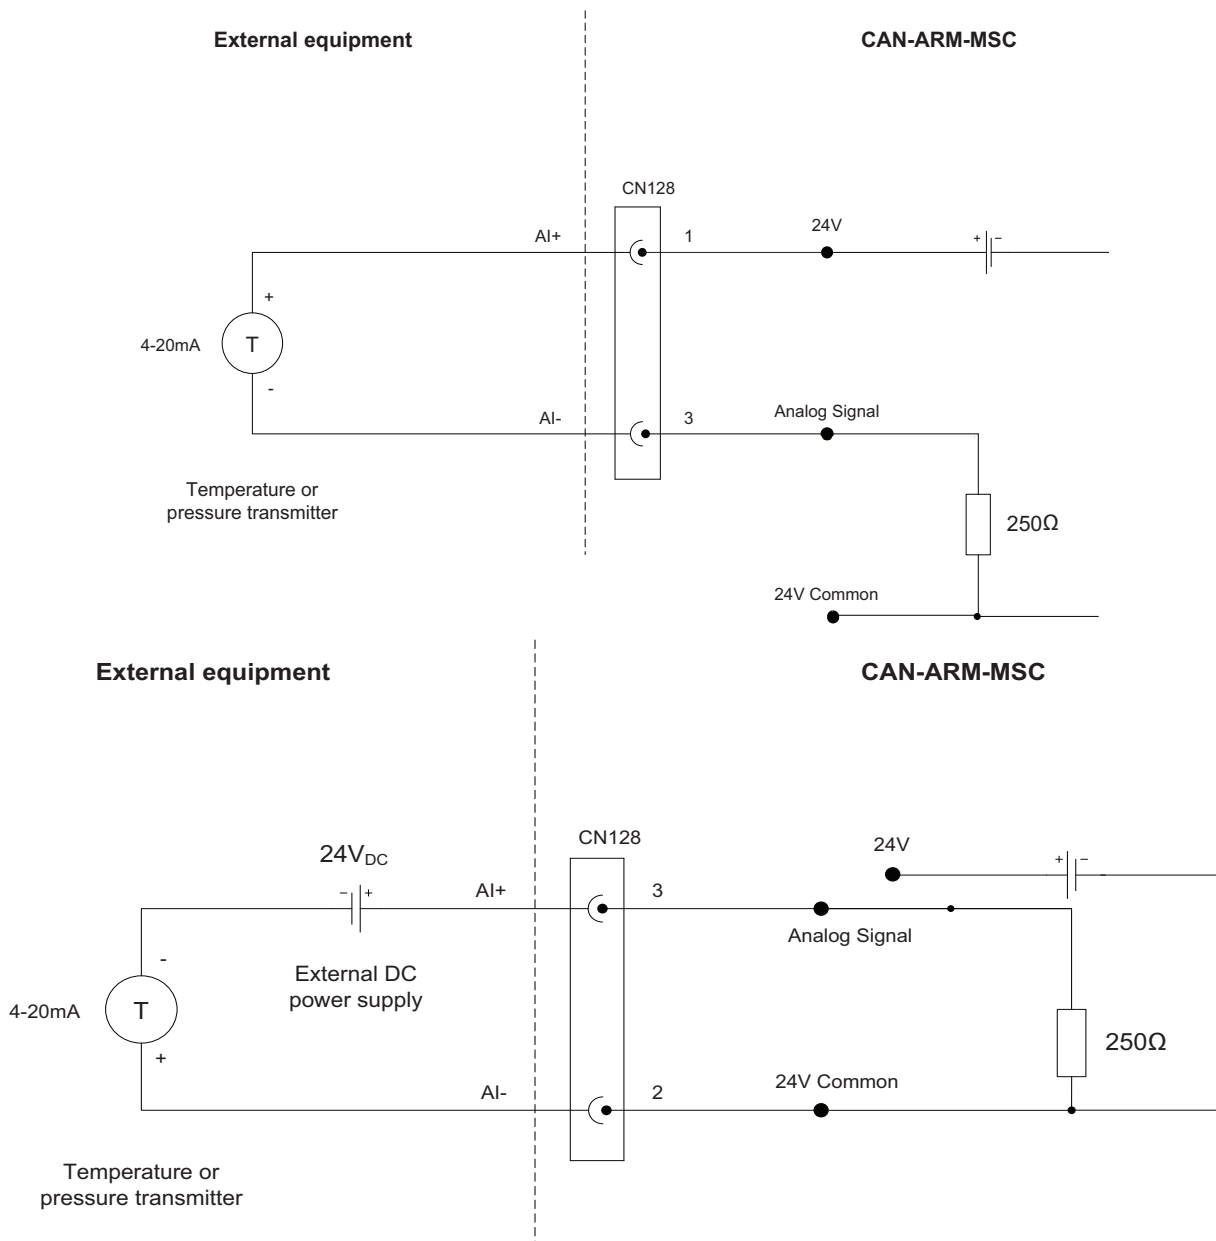 External equipment
CAN-ARM-MSC
CN128
AI+
1
24V
+ −
+
4-20mA
T
-
AI-
3
Analog Signal
Temperature or
pressure transmitter
250Ω
24V Common
External equipment
CAN-ARM-MSC
CN128
24V
24VDC
+ −
− +
AI+
3
Analog Signal
-
External DC
power supply
4-20mA
T
250Ω
+
AI-
2
24V Common
Temperature or
pressure transmitter